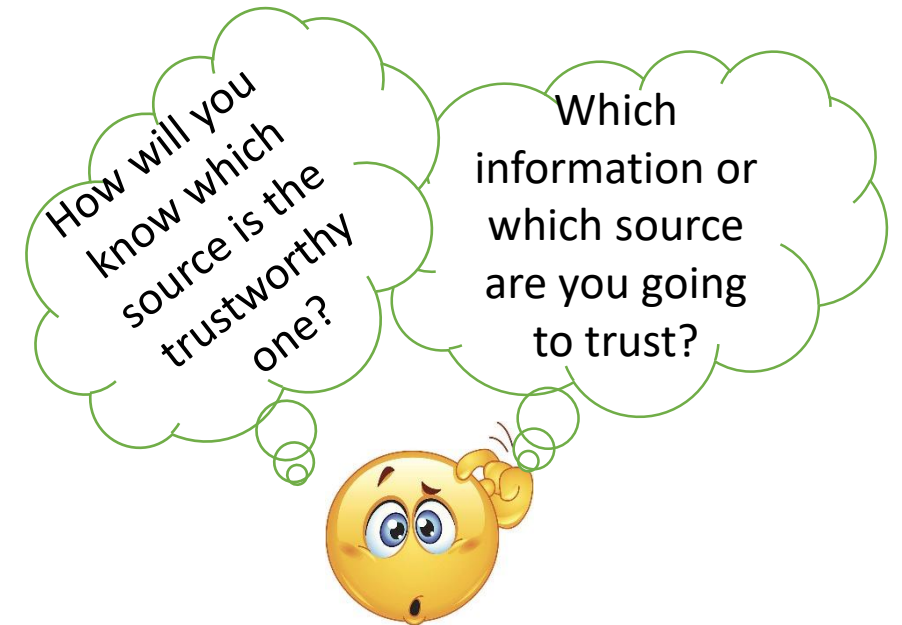 How will you
know which
source is the
trustworthy
one?
Which
information or
which source
are you going
to trust?